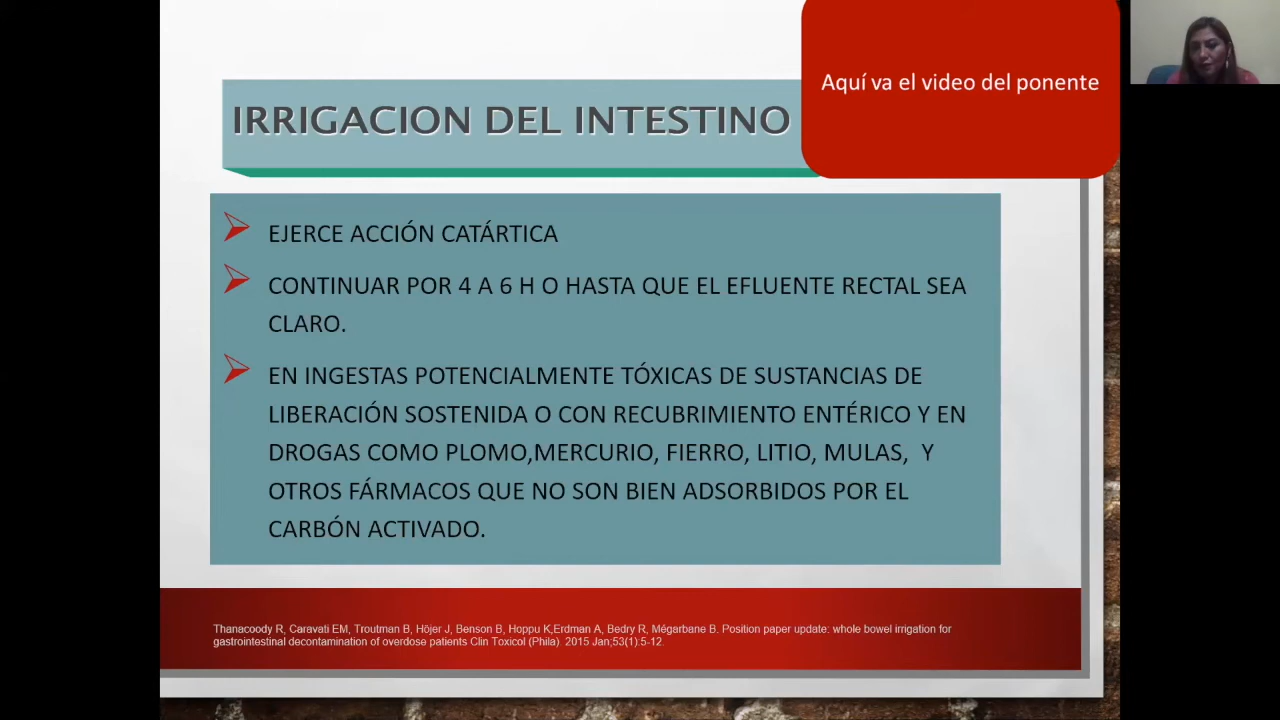 Aquí va el video del ponente
IRRIGACION DEL INTESTINO
EJERCE ACCIÓN CATÁRTICA
CONTINUAR POR 4 A 6 H O HASTA QUE EL EFLUENTE RECTAL SEA
CLARO.
EN INGESTAS POTENCIALMENTE TÓXICAS DE SUSTANCIAS DE
LIBERACIÓN SOSTENIDA O CON RECUBRIMIENTO ENTÉRICO Y EN
DROGAS COMO PLOMO,MERCURIO, FIERRO, LITIO, MULAS, Y
OTROS FÁRMACOS QUE NO SON BIEN ADSORBIDOS POR EL
CARBÓN ACTIVADO.
Thanacoody R, Caravati EM, Troutman B, Höjer J, Benson B, Hoppu K,Erdman A, Bedry R, Mégarbane B. Position paper update: whole bowel irrigation for
gastrointestinal decontamination of overdose patients Clin Toxicol (Phila) 2015 Jan;53(1):5-12.